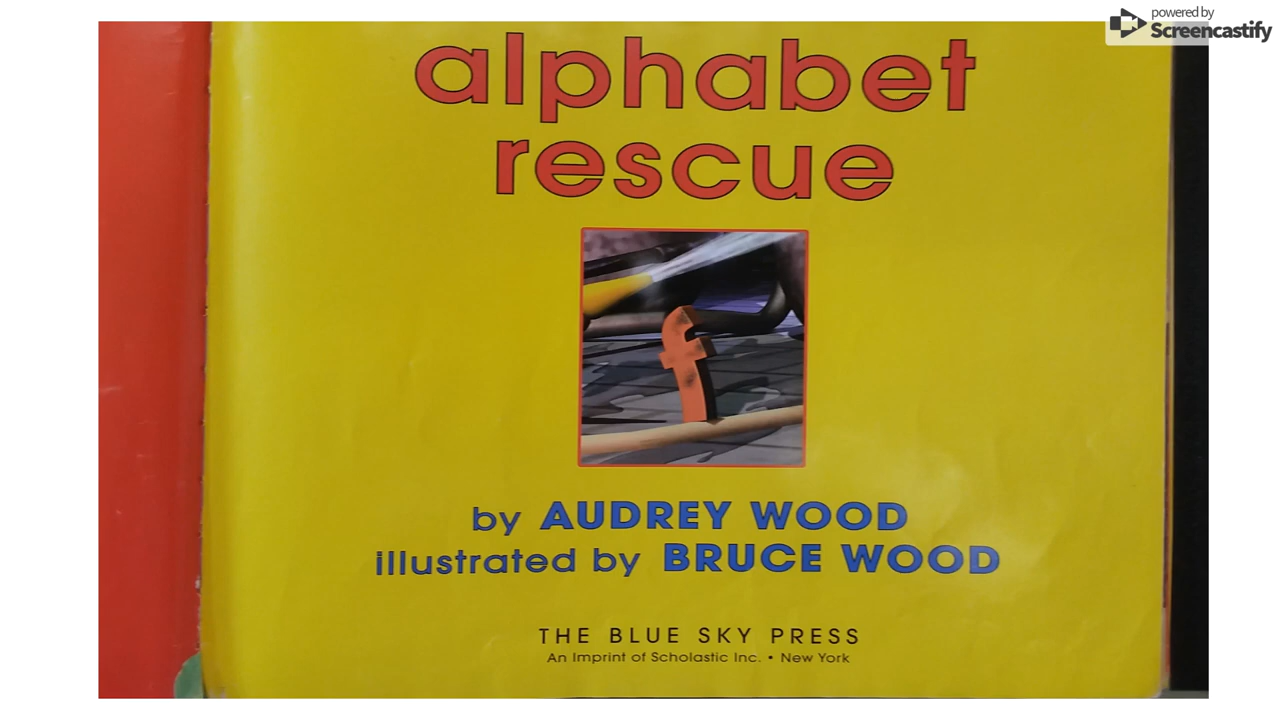 powered by
Screencastify
alphabet
rescue
f
by AUDREY WOOD
illustrated by BRUCE WOOD
THE BLUE SKY PRESS
An Imprint of Scholastic Inc. • New York